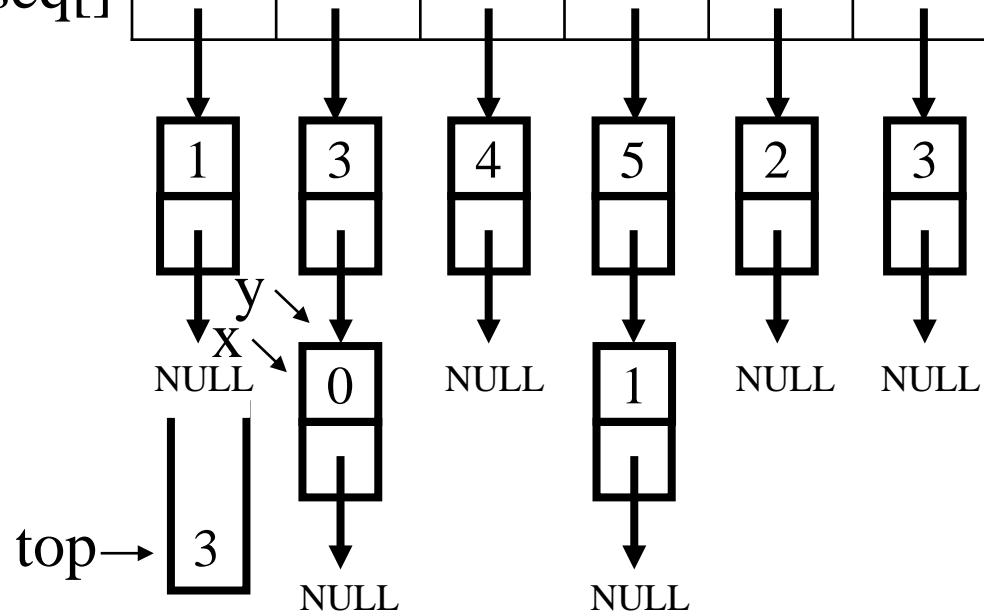 seq[]
1 3 4 5 2 3
y
x
NULL NULL NULL NULL
0 1
top 3
NULL NULL